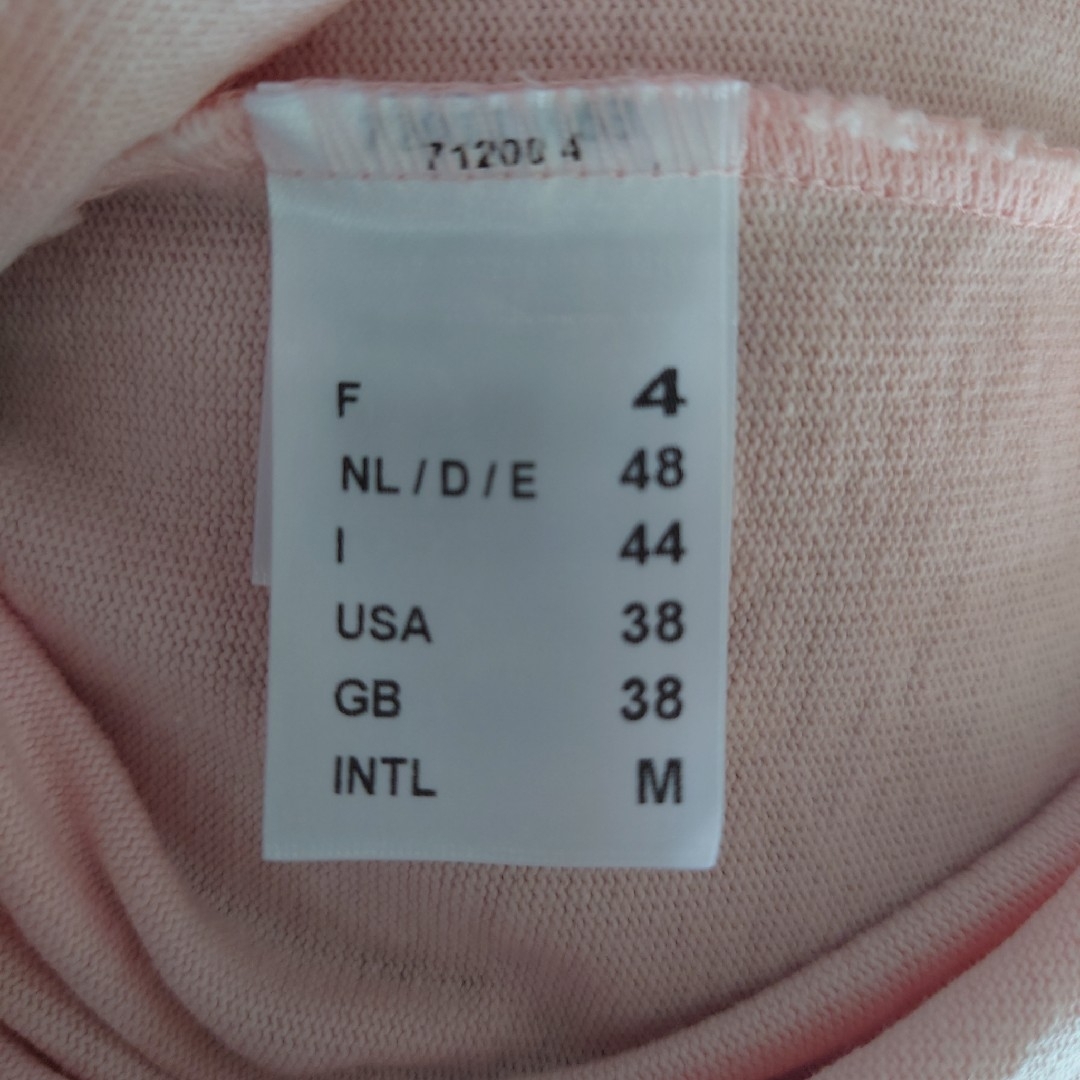 71208 4
F 4
NL / D / E 48
I 44
USA 38
GB 38
INTL M